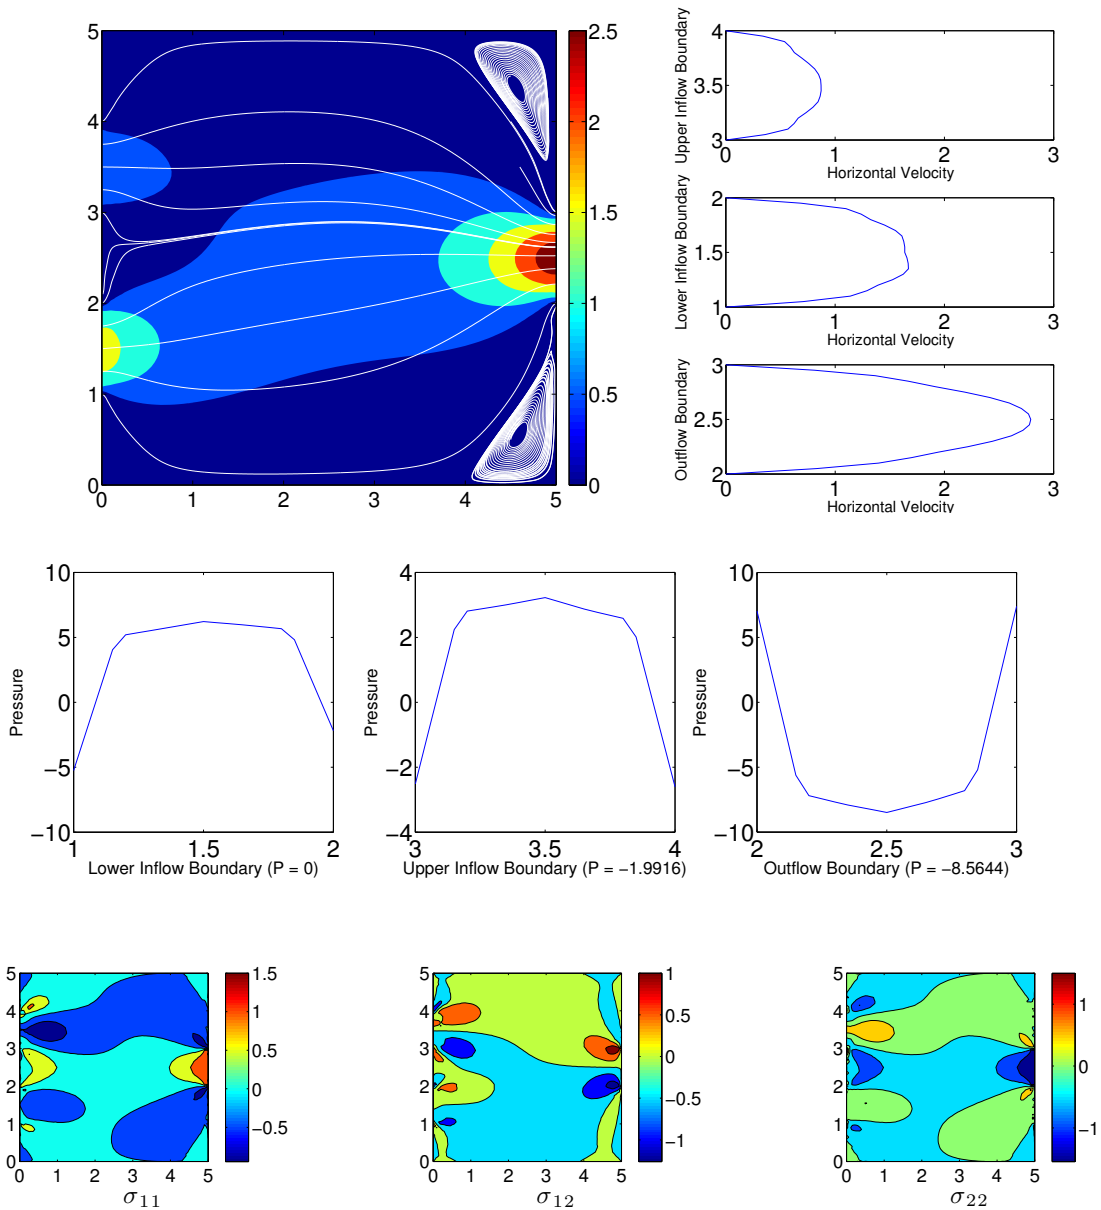 5
4
3
2
1
0
0 1 2 3 4 5
2.5
2
1.5
1
0.5
0
Upper Inflow Boundary
4
3.5
3
0 1 2 3
Horizontal Velocity
Lower Inflow Boundary
2
1.5
1
0 1 2 3
Horizontal Velocity
Outflow Boundary
3
2.5
2
0 1 2 3
Horizontal Velocity
Pressure
10
5
0
−5
−10
1 1.5 2
Lower Inflow Boundary (P = 0)
Pressure
4
2
0
−2
−4
3 3.5 4
Upper Inflow Boundary (P = −1.9916)
Pressure
10
5
0
−5
−10
2 2.5 3
Outflow Boundary (P = −8.5644)
5
4
3
2
1
0
0 1 2 3 4 5
1.5
1
0.5
0
−0.5
σ11
5
4
3
2
1
0
0 1 2 3 4 5
1
0.5
0
−0.5
−1
σ12
5
4
3
2
1
0
0 1 2 3 4 5
1
0
−1
σ22